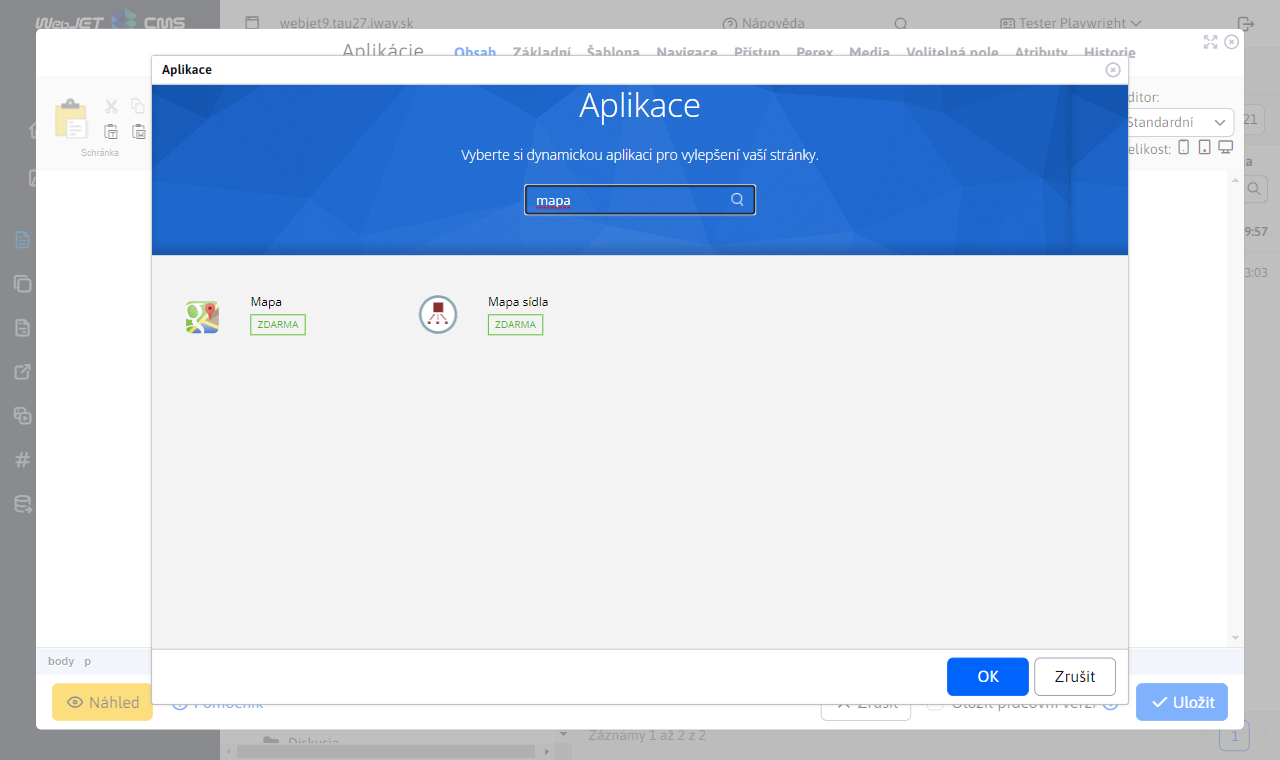 WebJET CMS
webjet9.tau27.iway.sk
Nápověda
Tester Playwright
Aplikácie
Obsah Základní Šablona Navigace Přístup Perex Media Volitelná pole Atributy Historie
Aplikace
Aplikace
Vyberte si dynamickou aplikaci pro vylepšení vaší stránky.
mapa
Schránka
ditor:
Standardní
elikost:
21
9:57
3:03
Mapa
ZDARMA
Mapa sídla
ZDARMA
body p
OK
Zrušit
Náhled
Pomocník
Zrušit
Uložit pracovní verzi
Uložit
Diskusia
Záznamy 1 až 2 z 2
1